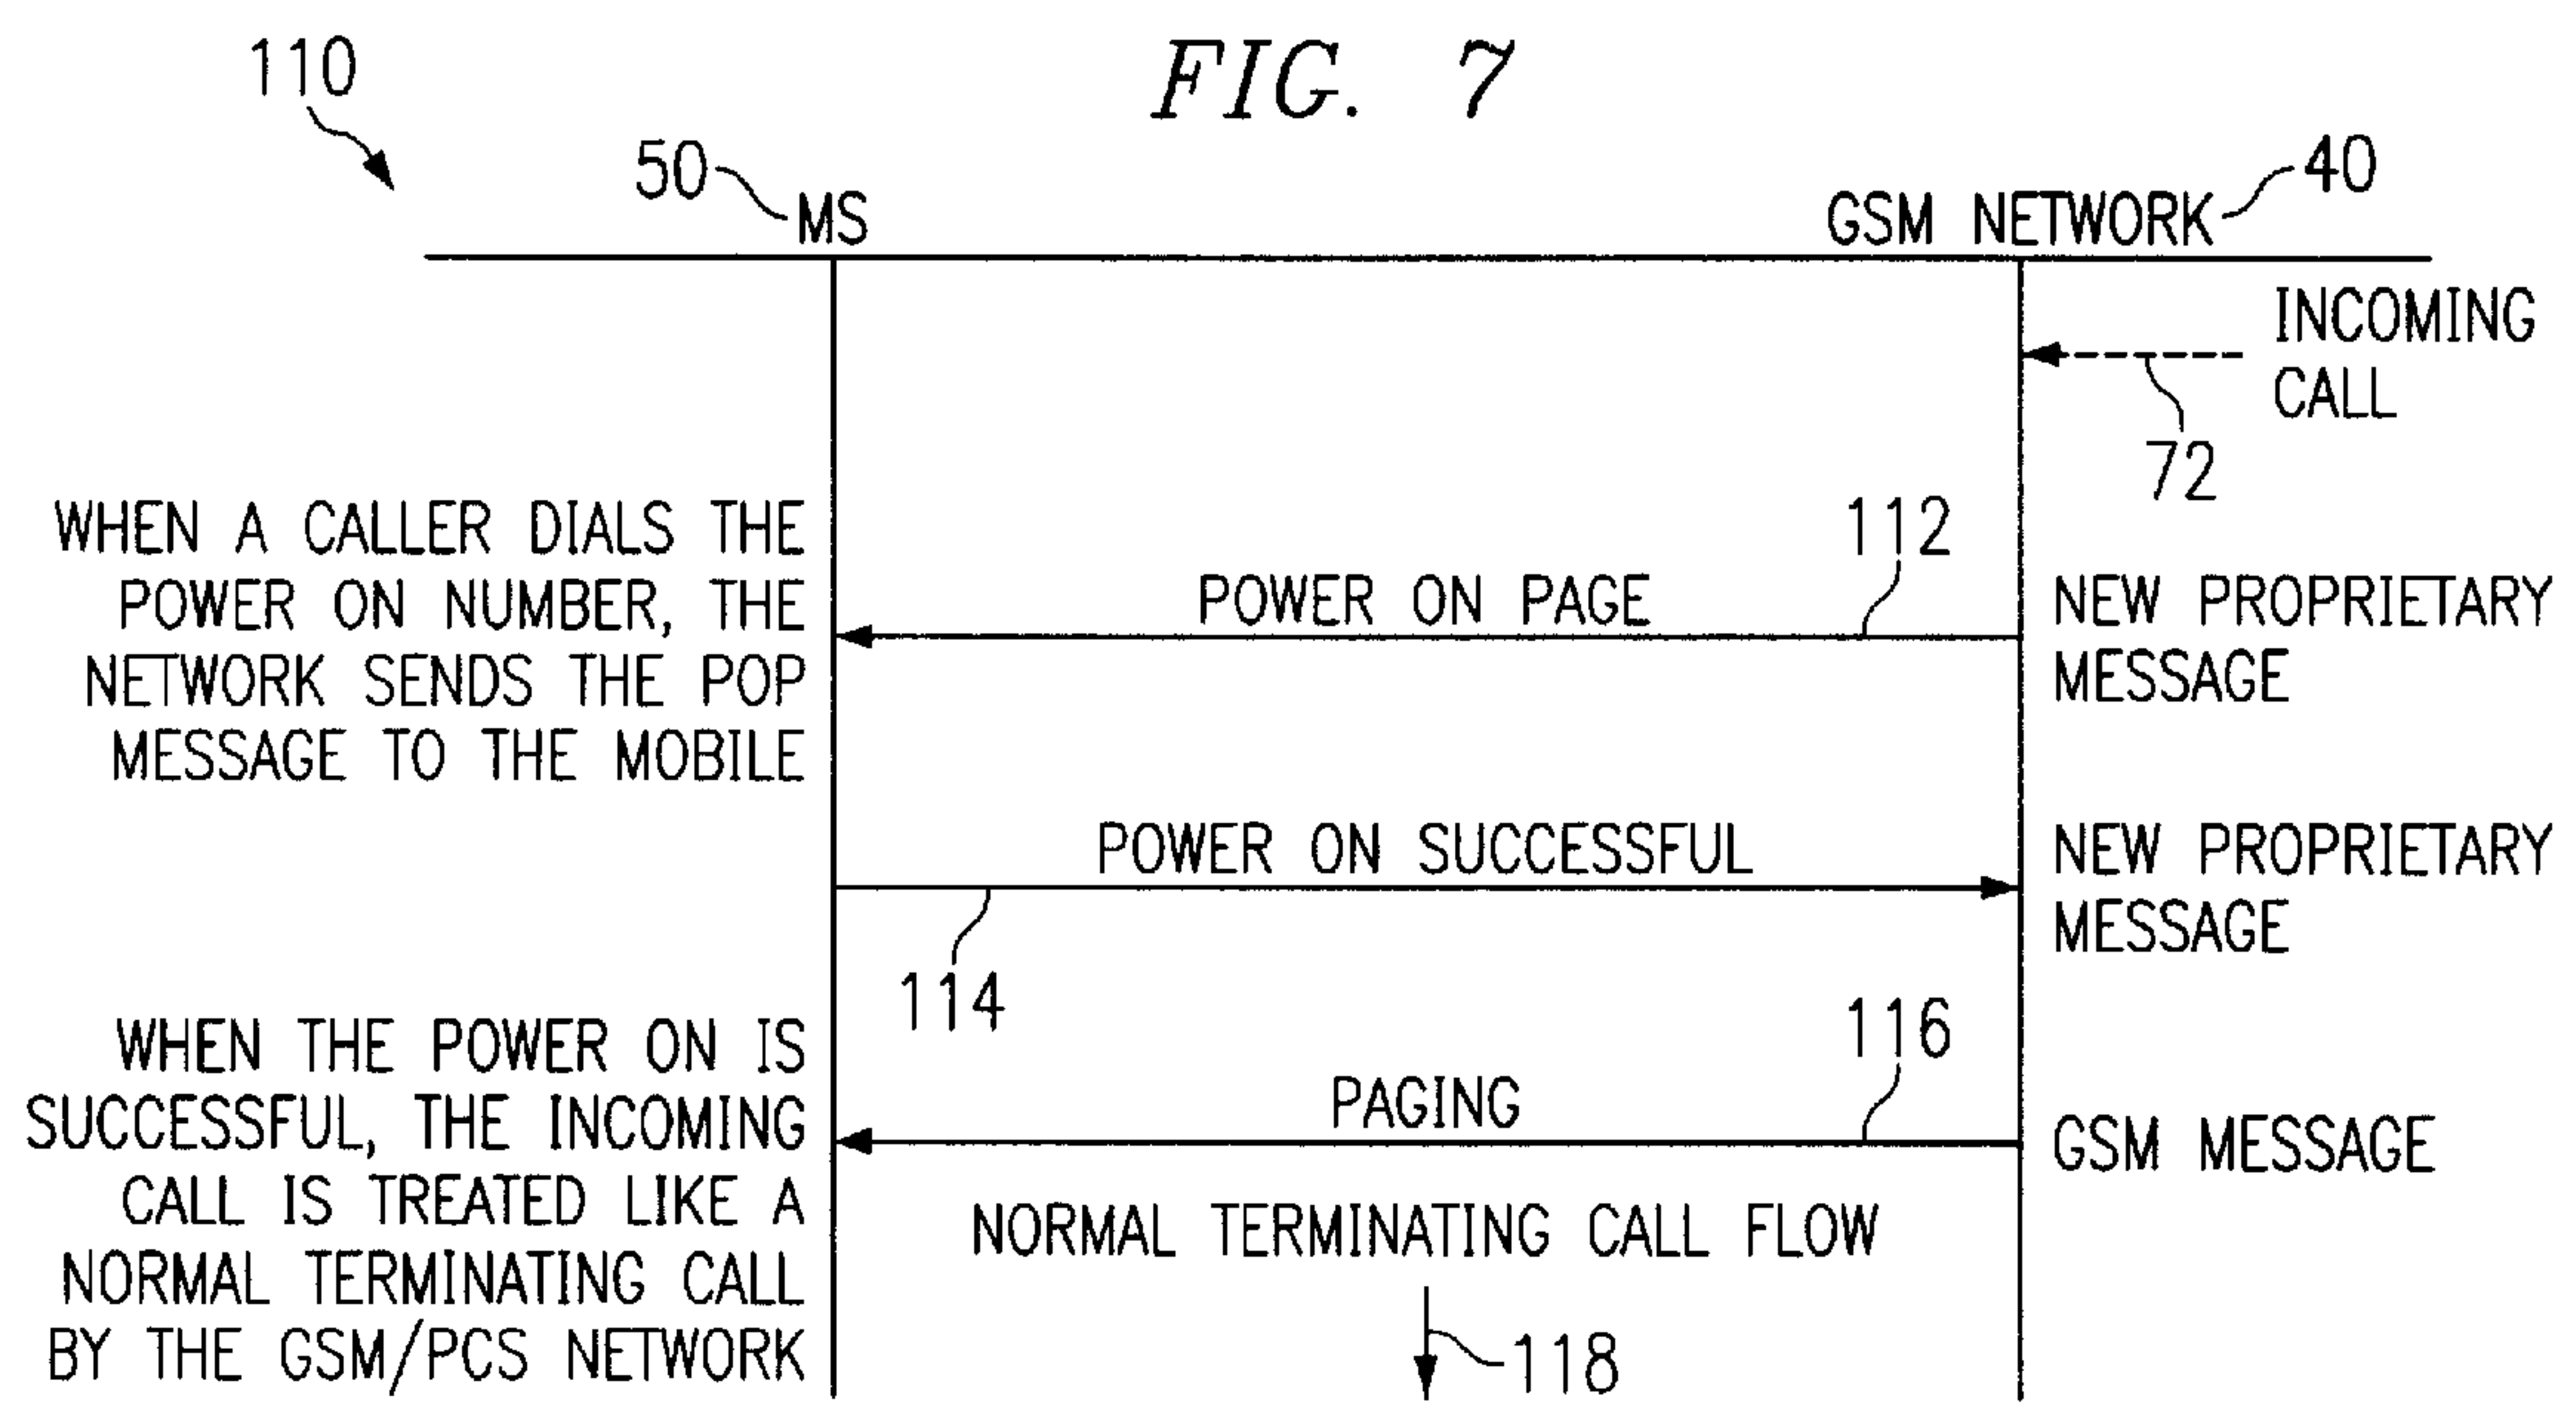 FIG. 7
110
50
MS
GSM NETWORK
40
INCOMING
CALL
72
WHEN A CALLER DIALS THE
POWER ON NUMBER, THE
NETWORK SENDS THE POP
MESSAGE TO THE MOBILE
POWER ON PAGE
112
NEW PROPRIETARY
MESSAGE
POWER ON SUCCESSFUL
114
NEW PROPRIETARY
MESSAGE
WHEN THE POWER ON IS
SUCCESSFUL, THE INCOMING
CALL IS TREATED LIKE A
NORMAL TERMINATING CALL
BY THE GSM/PCS NETWORK
PAGING
116
GSM MESSAGE
NORMAL TERMINATING CALL FLOW
118